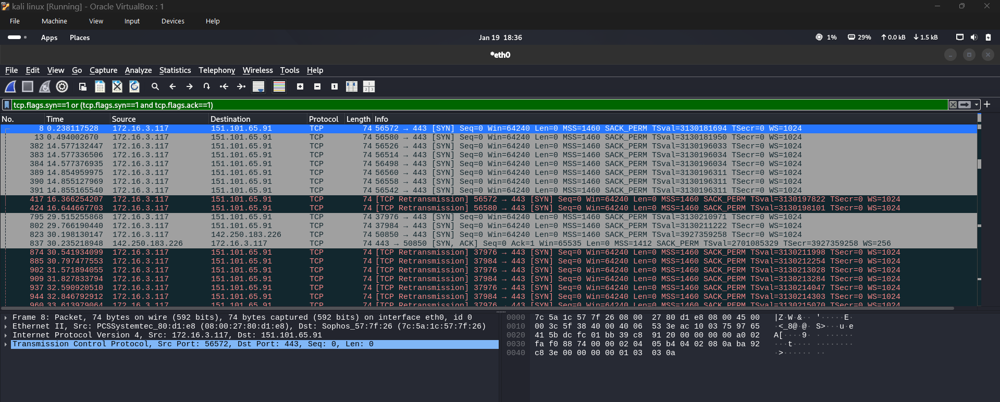 kali linux [Running] - Oracle VirtualBox : 1
File Machine View Input Devices Help
Apps Places Jan 19 18:36 1% 29% ↑0.0 kB ↓1.5 kB
*eth0
File Edit View Go Capture Analyze Statistics Telephony Wireless Tools Help
tcp.flags.syn==1 or (tcp.flags.syn==1 and tcp.flags.ack==1)
No. Time Source Destination Protocol Length Info
8 0.238117528 172.16.3.117 151.101.65.91 TCP 74 56572 → 443 [SYN] Seq=0 Win=64240 Len=0 MSS=1460 SACK_PERM TSval=3130181694 TSecr=0 WS=1024
13 0.494002670 172.16.3.117 151.101.65.91 TCP 74 56580 → 443 [SYN] Seq=0 Win=64240 Len=0 MSS=1460 SACK_PERM TSval=3130181950 TSecr=0 WS=1024
382 14.577132447 172.16.3.117 151.101.65.91 TCP 74 56526 → 443 [SYN] Seq=0 Win=64240 Len=0 MSS=1460 SACK_PERM TSval=3130196033 TSecr=0 WS=1024
383 14.577336506 172.16.3.117 151.101.65.91 TCP 74 56514 → 443 [SYN] Seq=0 Win=64240 Len=0 MSS=1460 SACK_PERM TSval=3130196034 TSecr=0 WS=1024
384 14.577376935 172.16.3.117 151.101.65.91 TCP 74 56498 → 443 [SYN] Seq=0 Win=64240 Len=0 MSS=1460 SACK_PERM TSval=3130196034 TSecr=0 WS=1024
389 14.854959975 172.16.3.117 151.101.65.91 TCP 74 56560 → 443 [SYN] Seq=0 Win=64240 Len=0 MSS=1460 SACK_PERM TSval=3130196311 TSecr=0 WS=1024
390 14.855127969 172.16.3.117 151.101.65.91 TCP 74 56558 → 443 [SYN] Seq=0 Win=64240 Len=0 MSS=1460 SACK_PERM TSval=3130196311 TSecr=0 WS=1024
391 14.855165540 172.16.3.117 151.101.65.91 TCP 74 56542 → 443 [SYN] Seq=0 Win=64240 Len=0 MSS=1460 SACK_PERM TSval=3130196311 TSecr=0 WS=1024
417 16.366254207 172.16.3.117 151.101.65.91 TCP 74 [TCP Retransmission] 56572 → 443 [SYN] Seq=0 Win=64240 Len=0 MSS=1460 SACK_PERM TSval=3130197822 TSecr=0 WS=1024
424 16.644667703 172.16.3.117 151.101.65.91 TCP 74 [TCP Retransmission] 56580 → 443 [SYN] Seq=0 Win=64240 Len=0 MSS=1460 SACK_PERM TSval=3130198101 TSecr=0 WS=1024
795 29.515255868 172.16.3.117 151.101.65.91 TCP 74 37976 → 443 [SYN] Seq=0 Win=64240 Len=0 MSS=1460 SACK_PERM TSval=3130210971 TSecr=0 WS=1024
802 29.766190440 172.16.3.117 151.101.65.91 TCP 74 37984 → 443 [SYN] Seq=0 Win=64240 Len=0 MSS=1460 SACK_PERM TSval=3130211222 TSecr=0 WS=1024
823 30.198130147 172.16.3.117 142.250.183.226 TCP 74 50850 → 443 [SYN] Seq=0 Win=64240 Len=0 MSS=1460 SACK_PERM TSval=3927359258 TSecr=0 WS=1024
837 30.235218948 142.250.183.226 172.16.3.117 TCP 74 443 → 50850 [SYN, ACK] Seq=0 Ack=1 Win=65535 Len=0 MSS=1412 SACK_PERM TSval=2701085329 TSecr=3927359258 WS=256
874 30.541934099 172.16.3.117 151.101.65.91 TCP 74 [TCP Retransmission] 37976 → 443 [SYN] Seq=0 Win=64240 Len=0 MSS=1460 SACK_PERM TSval=3130211998 TSecr=0 WS=1024
885 30.797477553 172.16.3.117 151.101.65.91 TCP 74 [TCP Retransmission] 37984 → 443 [SYN] Seq=0 Win=64240 Len=0 MSS=1460 SACK_PERM TSval=3130212254 TSecr=0 WS=1024
902 31.571894055 172.16.3.117 151.101.65.91 TCP 74 [TCP Retransmission] 37976 → 443 [SYN] Seq=0 Win=64240 Len=0 MSS=1460 SACK_PERM TSval=3130213028 TSecr=0 WS=1024
909 31.827833794 172.16.3.117 151.101.65.91 TCP 74 [TCP Retransmission] 37984 → 443 [SYN] Seq=0 Win=64240 Len=0 MSS=1460 SACK_PERM TSval=3130213284 TSecr=0 WS=1024
937 32.590920510 172.16.3.117 151.101.65.91 TCP 74 [TCP Retransmission] 37976 → 443 [SYN] Seq=0 Win=64240 Len=0 MSS=1460 SACK_PERM TSval=3130214047 TSecr=0 WS=1024
944 32.846792912 172.16.3.117 151.101.65.91 TCP 74 [TCP Retransmission] 37984 → 443 [SYN] Seq=0 Win=64240 Len=0 MSS=1460 SACK_PERM TSval=3130214303 TSecr=0 WS=1024
960 33.613979064 172.16.3.117 151.101.65.91 TCP 74 [TCP Retransmission] 37976 → 443 [SYN] Seq=0 Win=64240 Len=0 MSS=1460 SACK_PERM TSval=3130215070 TSecr=0 WS=1024
Frame 8: Packet, 74 bytes on wire (592 bits), 74 bytes captured (592 bits) on interface eth0, id 0
Ethernet II, Src: PCSSystemtec_80:d1:e8 (08:00:27:80:d1:e8), Dst: Sophos_57:7f:26 (7c:5a:1c:57:7f:26)
Internet Protocol Version 4, Src: 172.16.3.117, Dst: 151.101.65.91
Transmission Control Protocol, Src Port: 56572, Dst Port: 443, Seq: 0, Len: 0
0000 7c 5a 1c 57 7f 26 08 00 27 80 d1 e8 08 00 45 00 |Z·W·&·· '·····E·
0010 00 3c 5f 38 40 00 40 06 53 3e ac 10 03 75 97 65 ·<_8@·@· S>···u·e
0020 41 5b dc fc 01 bb 39 c8 91 20 00 00 00 00 a0 02 A[····9· · ······
0030 fa f0 88 74 00 00 02 04 05 b4 04 02 08 0a ba 92 ···t···· ········
0040 c8 3e 00 00 00 00 01 03 03 0a ·>······ ··